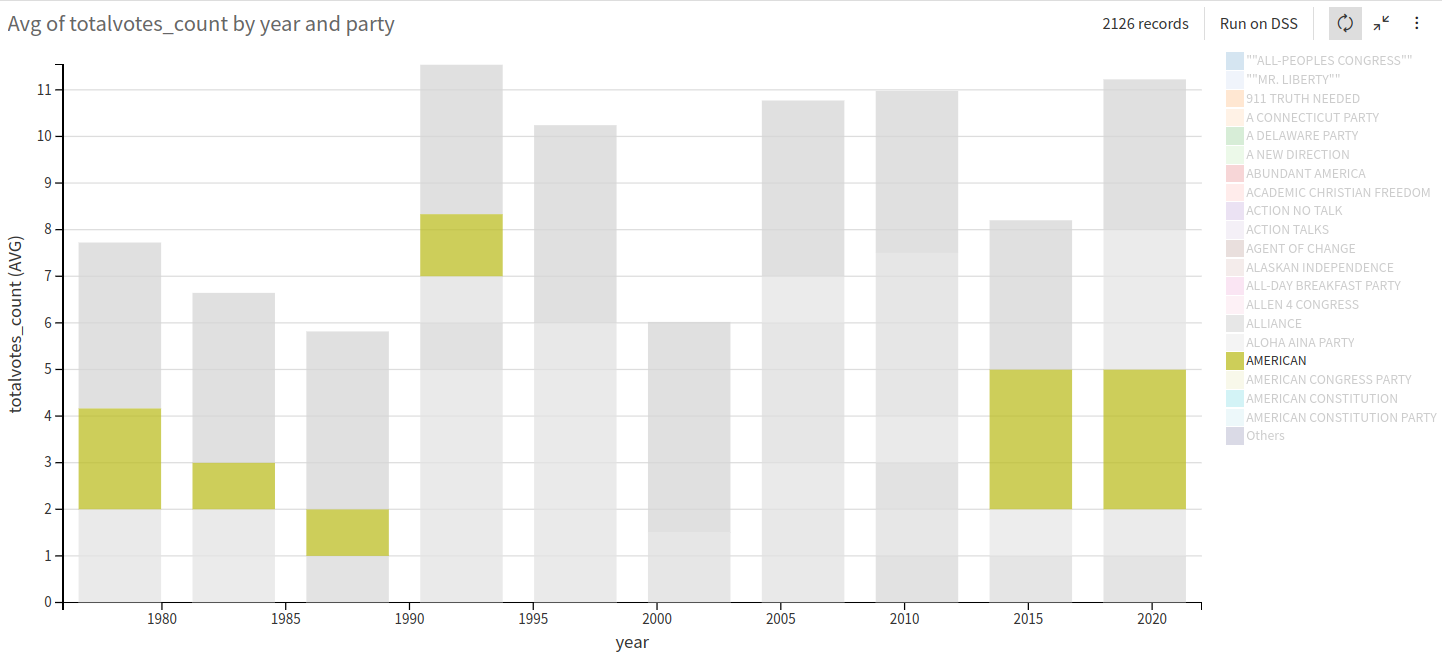 Avg of totalvotes_count by year and party
2126 records
Run on DSS
totalvotes_count (AVG)
11
10
9
8
7
6
5
4
3
2
1
0
1980 1985 1990 1995 2000 2005 2010 2015 2020
year
""ALL-PEOPLES CONGRESS""
""MR. LIBERTY""
911 TRUTH NEEDED
A CONNECTICUT PARTY
A DELAWARE PARTY
A NEW DIRECTION
ABUNDANT AMERICA
ACADEMIC CHRISTIAN FREEDOM
ACTION NO TALK
ACTION TALKS
AGENT OF CHANGE
ALASKAN INDEPENDENCE
ALL-DAY BREAKFAST PARTY
ALLEN 4 CONGRESS
ALLIANCE
ALOHA AINA PARTY
AMERICAN
AMERICAN CONGRESS PARTY
AMERICAN CONSTITUTION
AMERICAN CONSTITUTION PARTY
Others